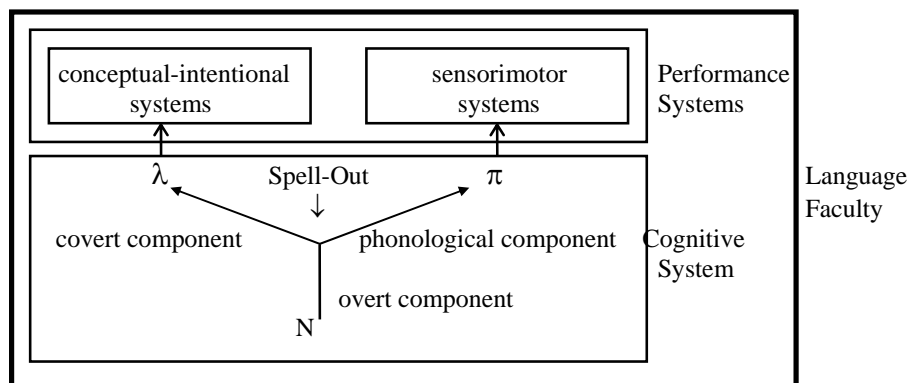 conceptual-intentional
systems
sensorimotor
systems
Performance
Systems
λ
Spell-Out
↓
π
Language
Faculty
covert component
phonological component
Cognitive
System
overt component
N